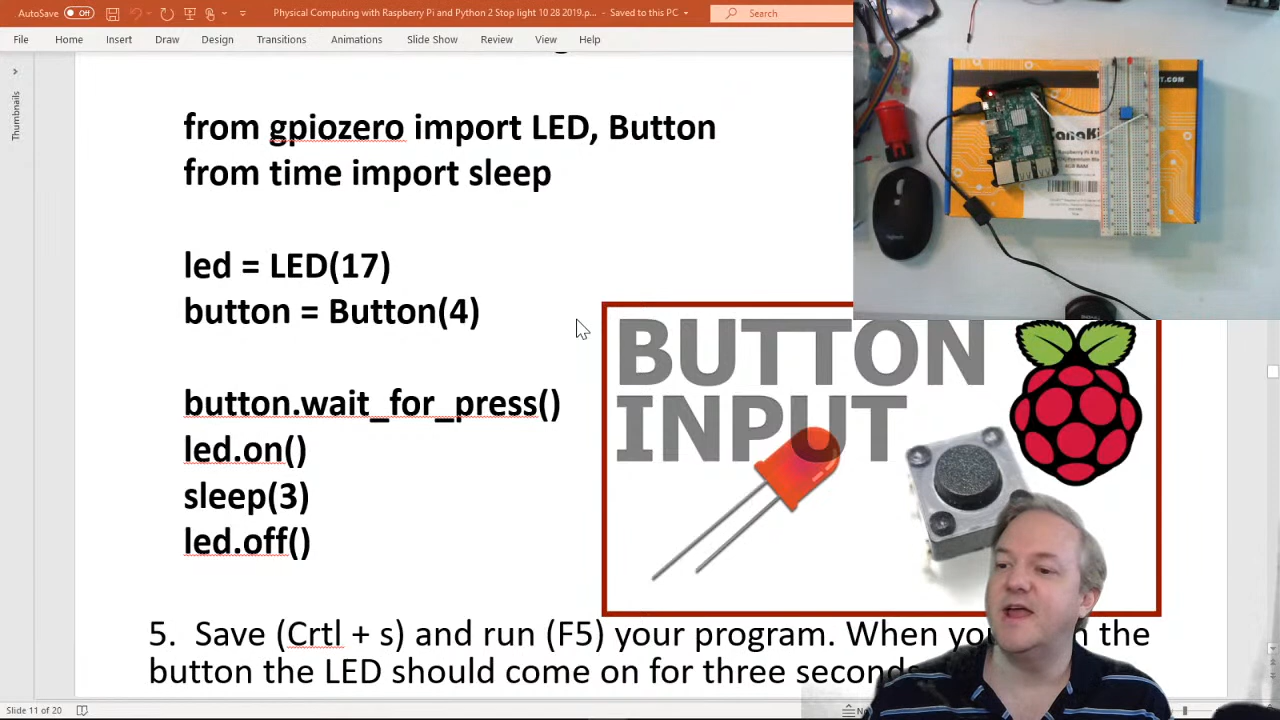 AutoSave Off Physical Computing with Raspberry Pi and Python 2 Stop light 10 28 2019.p... - Saved to this PC Search
File Home Insert Draw Design Transitions Animations Slide Show Review View Help
Thumbnails
from gpiozero import LED, Button
from time import sleep
led = LED(17)
button = Button(4)
button.wait_for_press()
led.on()
sleep(3)
led.off()
BUTTON
INPUT
5. Save (Crtl + s) and run (F5) your program. When you the
button the LED should come on for three seconds
Slide 11 of 20